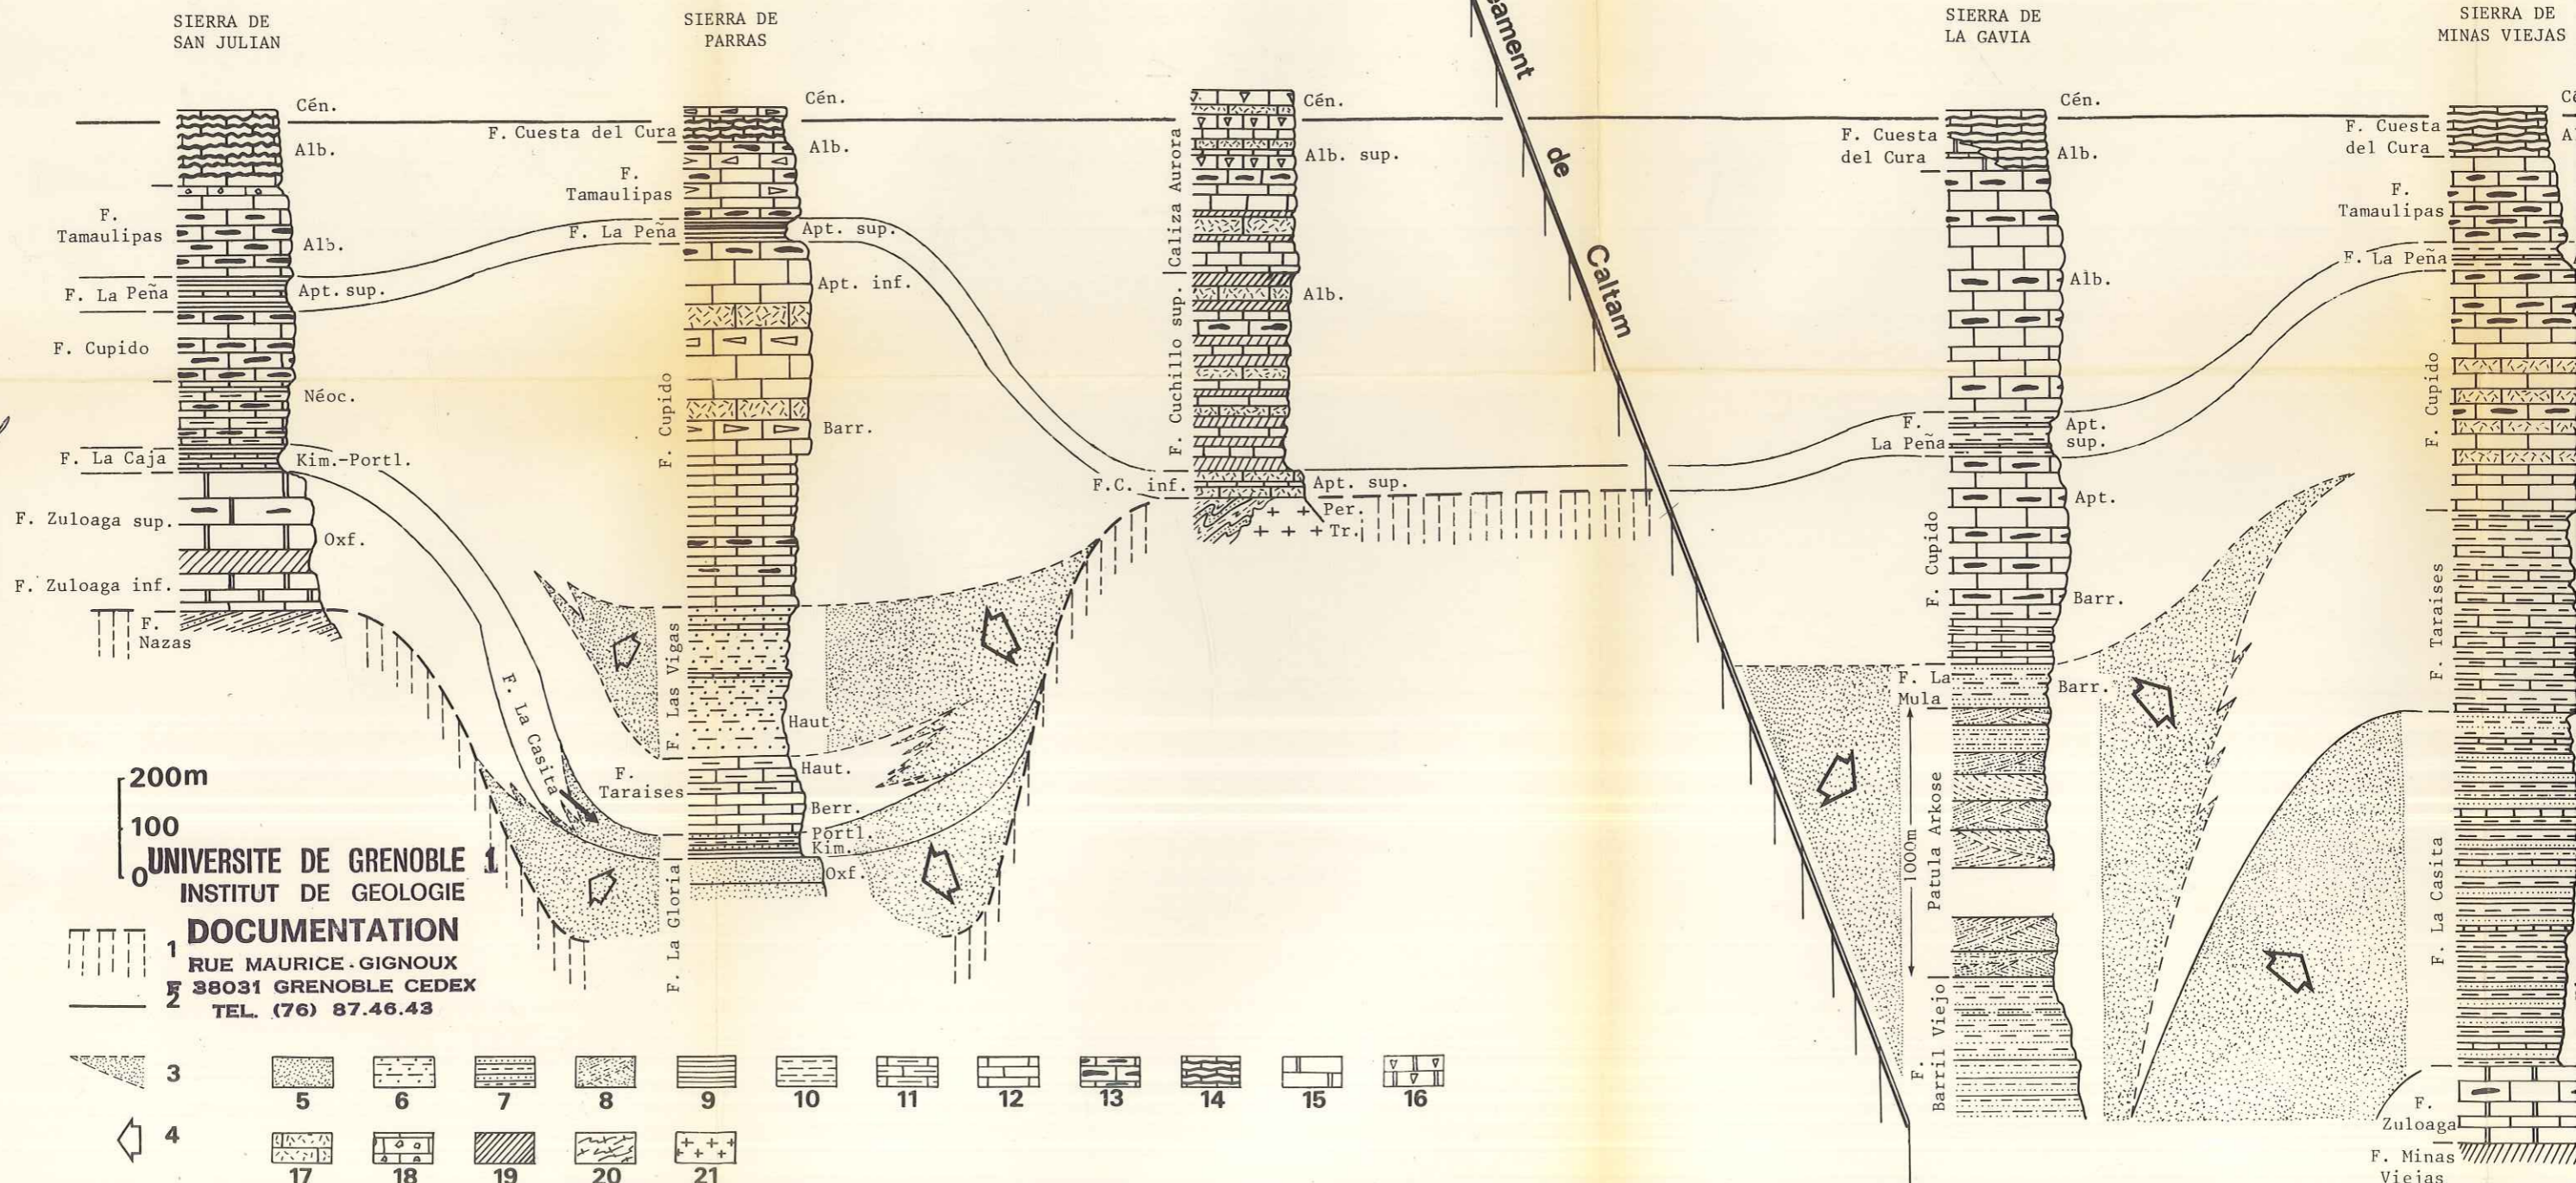 SIERRA DE
SAN JULIAN
Cén.
Alb.
F.
Tamaulipas
Alb.
F. La Peña
Apt. sup.
F. Cupido
Néoc.
F. La Caja
Kim.-Portl.
F. Zuloaga sup.
Oxf.
F. Zuloaga inf.
F.
Nazas
F. La Casita
SIERRA DE
PARRAS
Cén.
F. Cuesta del Cura
Alb.
F.
Tamaulipas
F. La Peña
Apt. sup.
Apt. inf.
F. Cupido
Barr.
F. Las Vigas
Haut
F.
Taraises
Haut.
Berr.
Portl.
Kim.
F. La Gloria
Oxf.
Cén.
Caliza Aurora
Alb. sup.
F. Cuchillo sup.
Alb.
F.C. inf.
Apt. sup.
Per.
Tr.
de
Caltam
SIERRA DE
LA GAVIA
Cén.
F. Cuesta
del Cura
Alb.
Alb.
F.
La Peña
Apt.
sup.
F. Cupido
Apt.
Barr.
F. La
Mula
Barr.
Patula Arkose
1000m
F.
Barril Viejo
SIERRA DE
MINAS VIEJAS
F. Cuesta
del Cura
F.
Tamaulipas
F. La Peña
F. Cupido
F. Taraises
F. La Casita
F.
Zuloaga
F. Minas
Viejas
200m
100
0
UNIVERSITE DE GRENOBLE 1
INSTITUT DE GEOLOGIE
DOCUMENTATION
RUE MAURICE-GIGNOUX
F 38031 GRENOBLE CEDEX
TEL. (76) 87.46.43
1
2
3
4
5 6 7 8 9 10 11 12 13 14 15 16
17 18 19 20 21